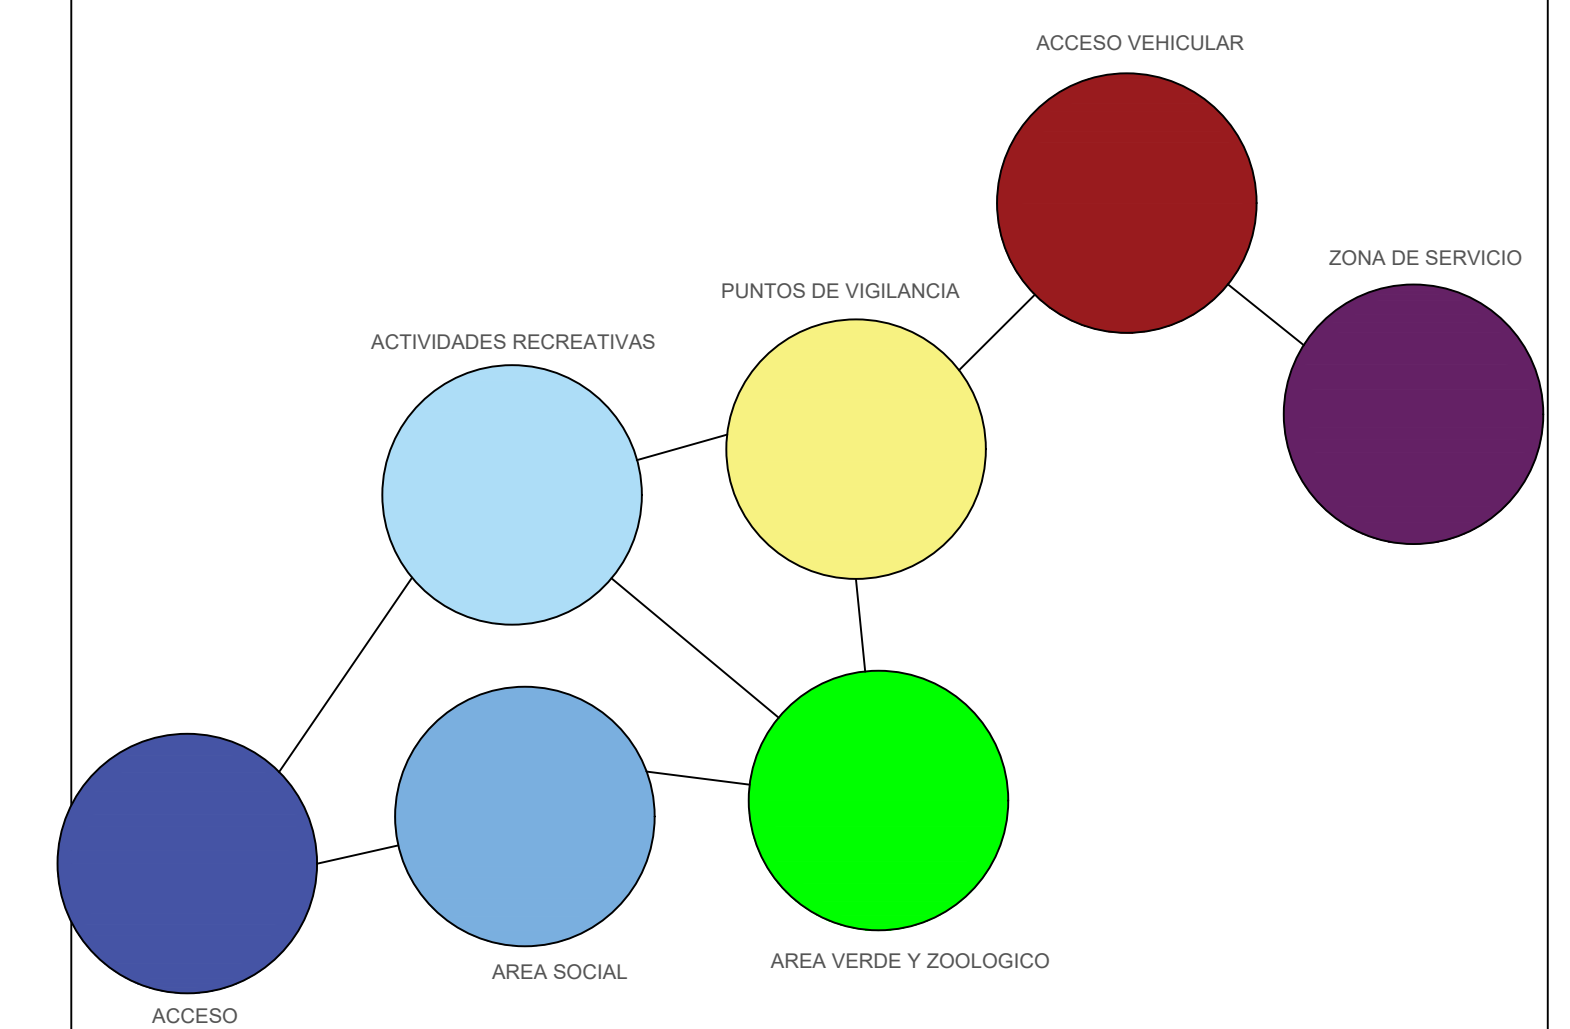 ACCESO VEHICULAR
ZONA DE SERVICIO
PUNTOS DE VIGILANCIA
ACTIVIDADES RECREATIVAS
AREA VERDE Y ZOOLOGICO
AREA SOCIAL
ACCESO